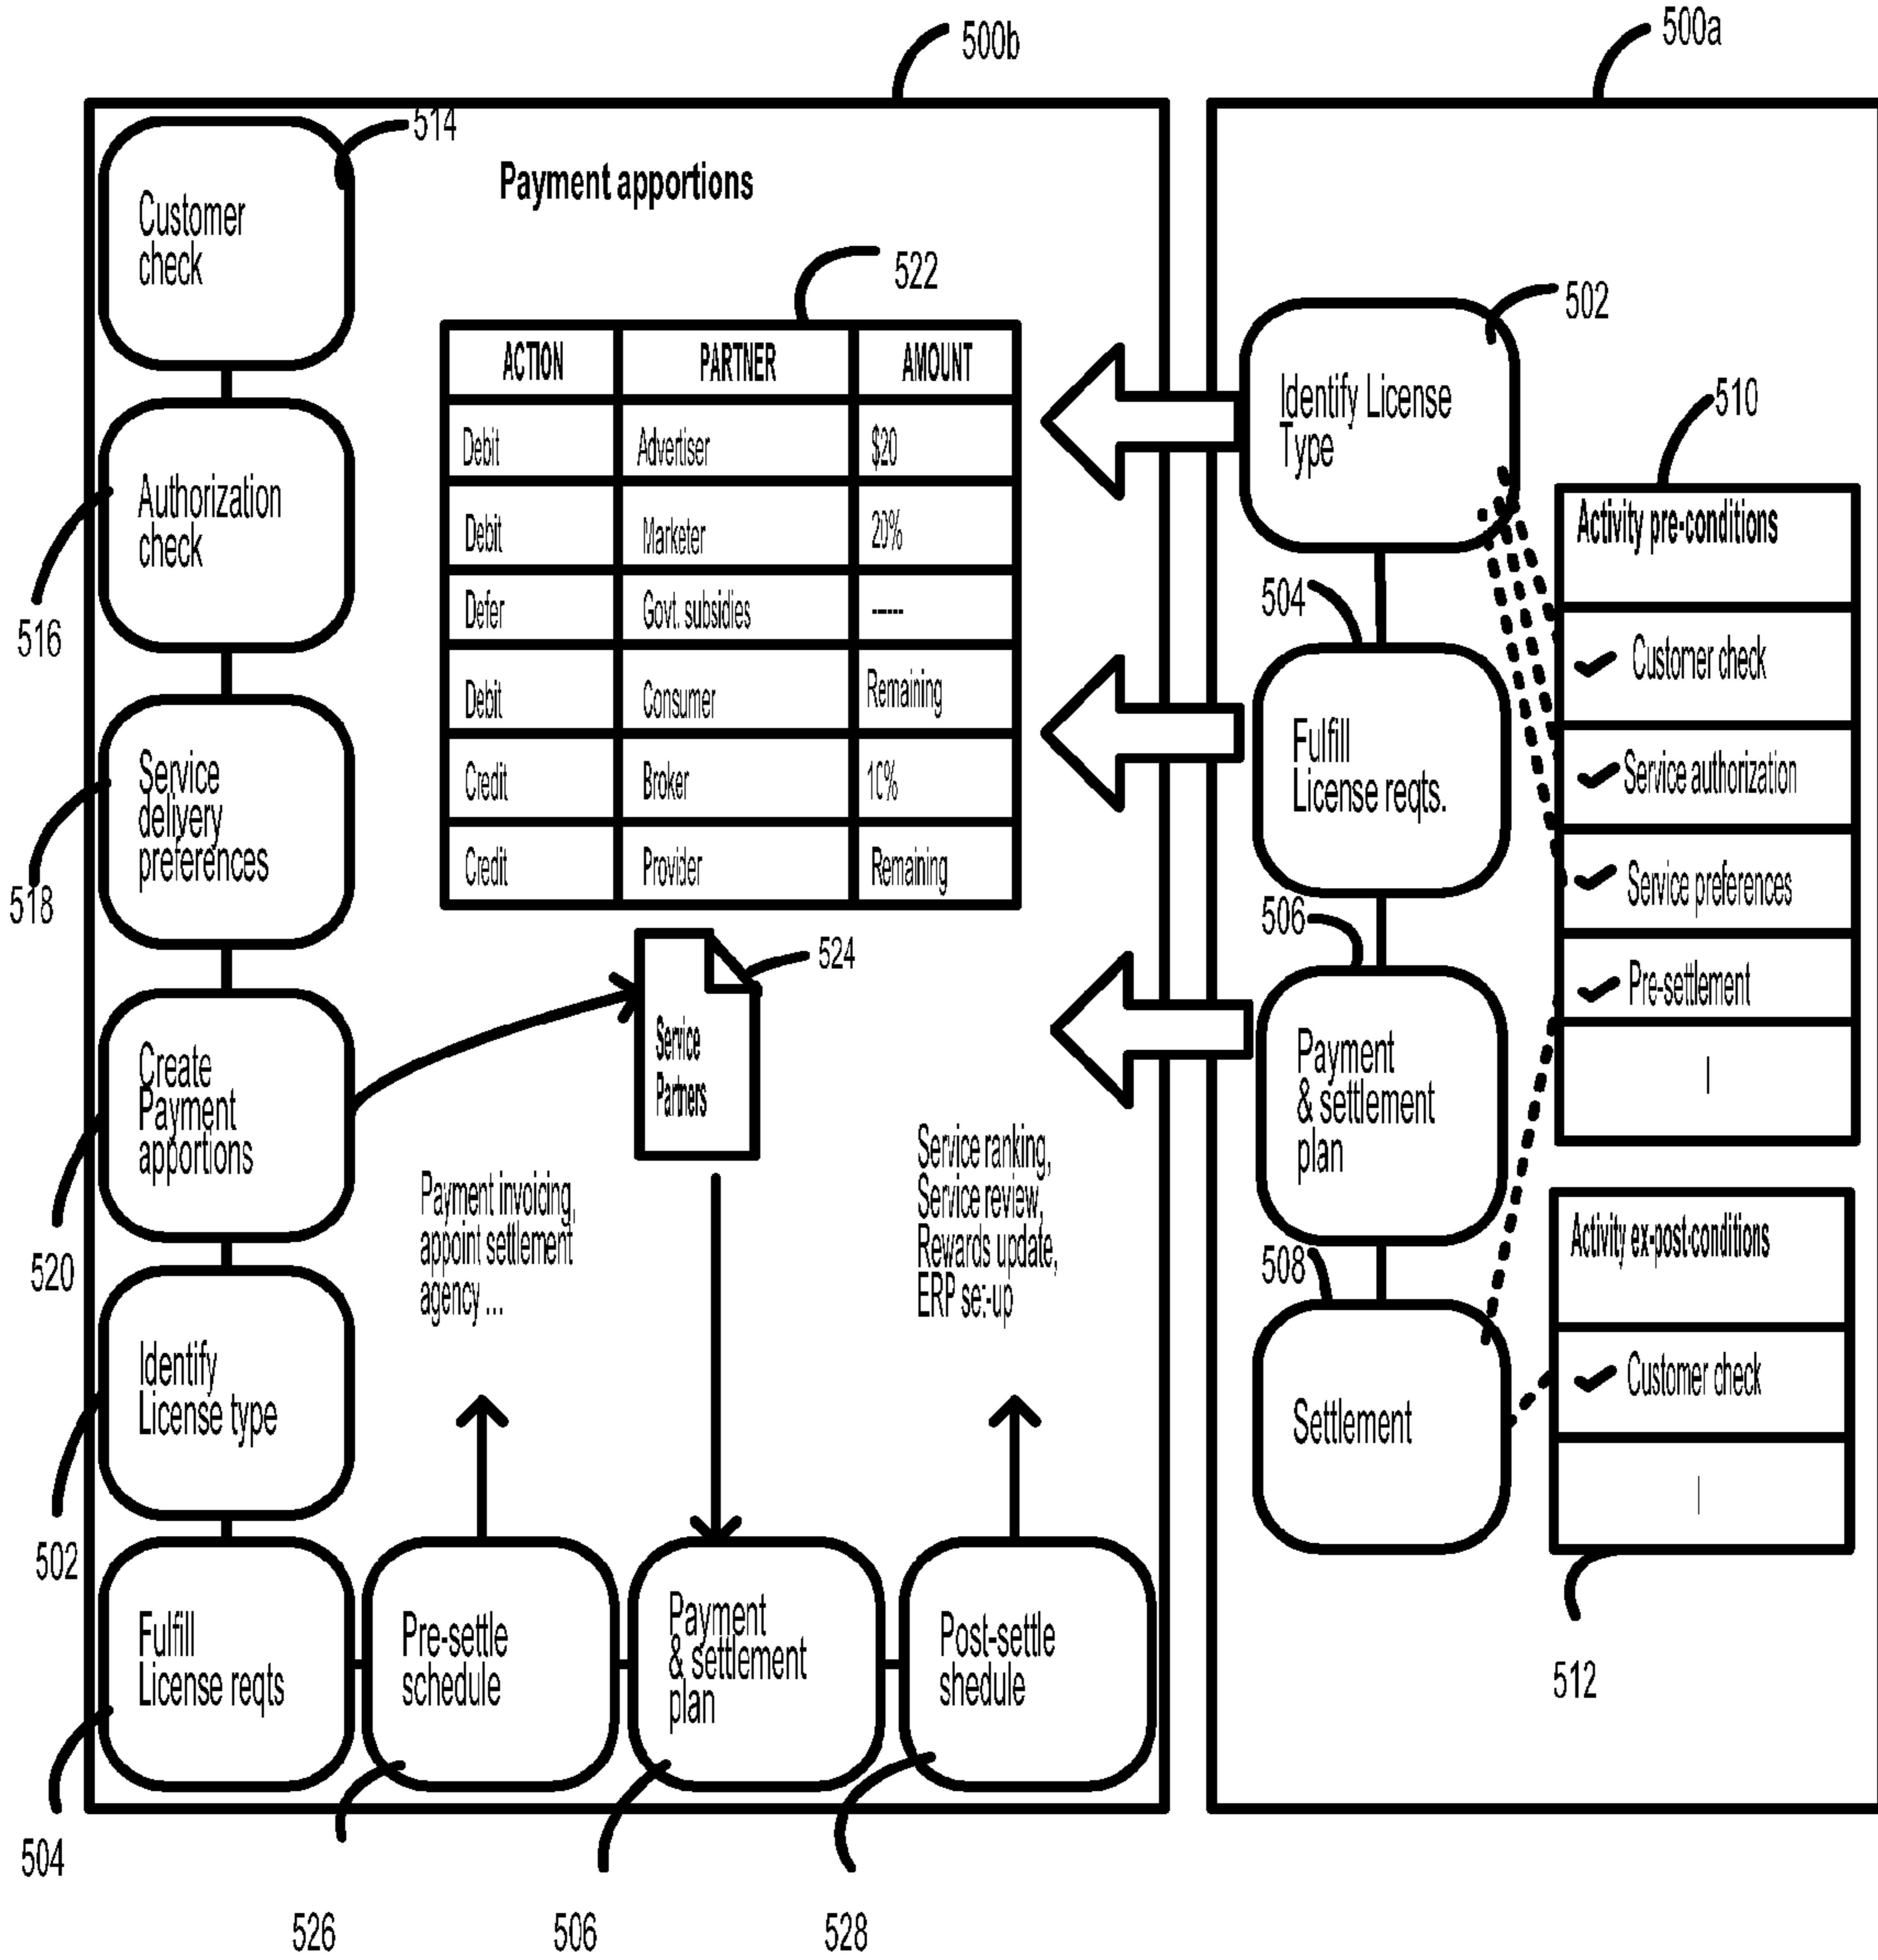 500b
500a
514
Payment apportions
Customer
check
522
502
ACTION PARTNER AMOUNT
Debit Advertiser $20
Debit Marketer 20%
Defer Govt. subsidies ------
Debit Consumer Remaining
Credit Broker 10%
Credit Provider Remaining
Identify License
Type
510
Activity pre-conditions
Customer check
Service authorization
Service preferences
Pre-settlement
Authorization
check
516
504
Fulfill
License reqts.
Service
delivery
preferences
518
506
524
Service
Partners
Payment
& settlement
plan
Create
Payment
apportions
520
Payment invoicing,
appoint settlement
agency ...
Service ranking,
Service review,
Rewards update,
ERP se:-up
508
Activity ex-post-conditions
Customer check
Settlement
Identify
License type
502
Fulfill
License reqts
Pre-settle
schedule
Payment
& settlement
plan
Post-settle
shedule
512
504
526
506
528